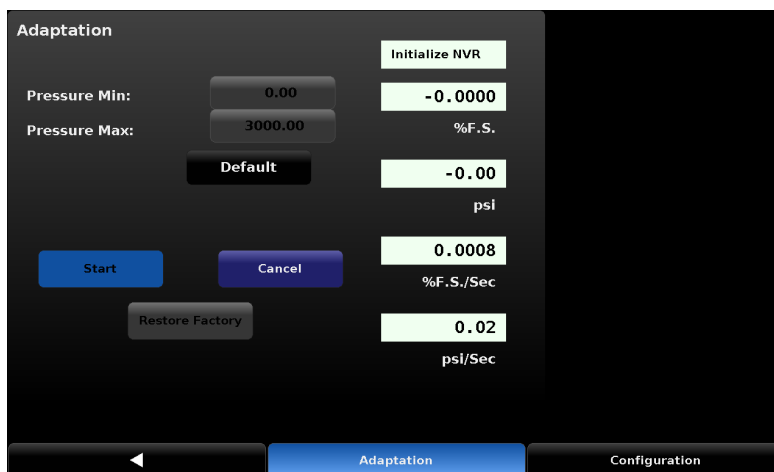 Adaptation
Initialize NVR
Pressure Min: 0.00
-0.0000
%F.S.
Pressure Max: 3000.00
Default
-0.00
psi
Start
Cancel
0.0008
%F.S./Sec
Restore Factory
0.02
psi/Sec
Adaptation
Configuration